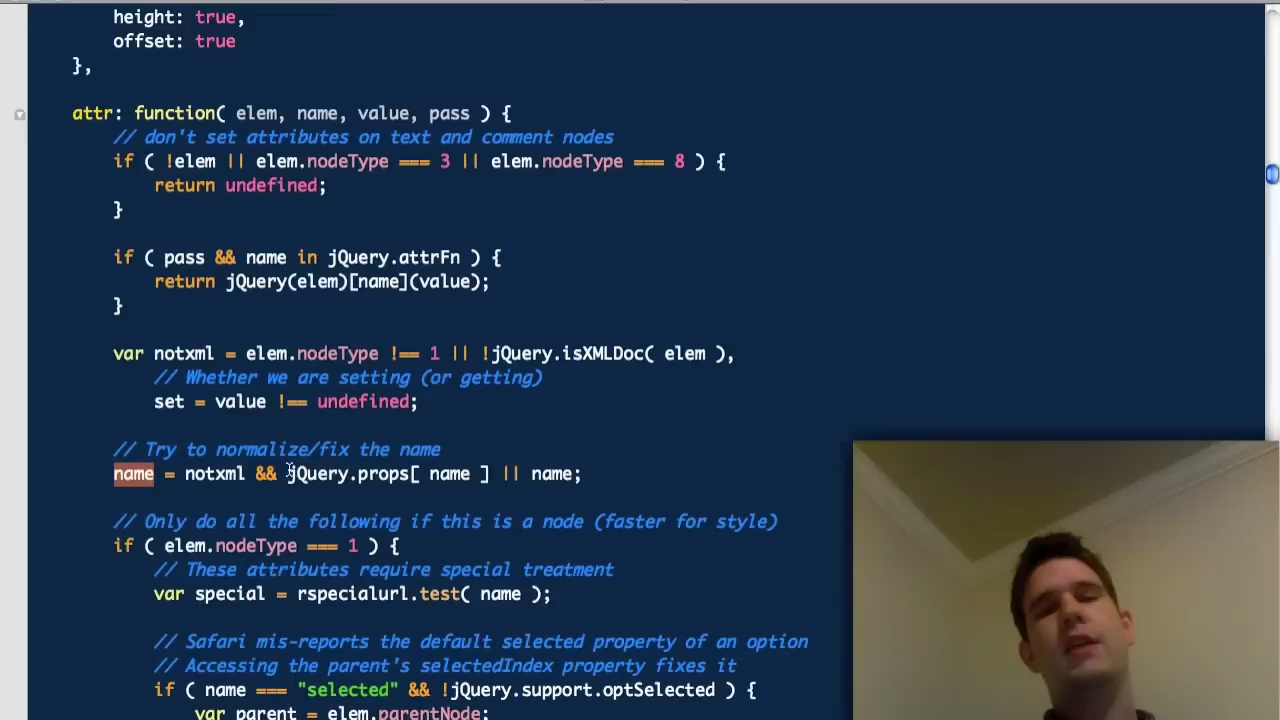 height: true,
offset: true
},
attr: function( elem, name, value, pass ) {
// don't set attributes on text and comment nodes
if ( !elem || elem.nodeType === 3 || elem.nodeType === 8 ) {
return undefined;
}
if ( pass && name in jQuery.attrFn ) {
return jQuery(elem)[name](value);
}
var notxml = elem.nodeType !== 1 || !jQuery.isXMLDoc( elem ),
// Whether we are setting (or getting)
set = value !== undefined;
// Try to normalize/fix the name
name = notxml && jQuery.props[ name ] || name;
// Only do all the following if this is a node (faster for style)
if ( elem.nodeType === 1 ) {
// These attributes require special treatment
var special = rspecialurl.test( name );
// Safari mis-reports the default selected property of an option
// Accessing the parent's selectedIndex property fixes it
if ( name === "selected" && !jQuery.support.optSelected ) {
var parent = elem.parentNode;